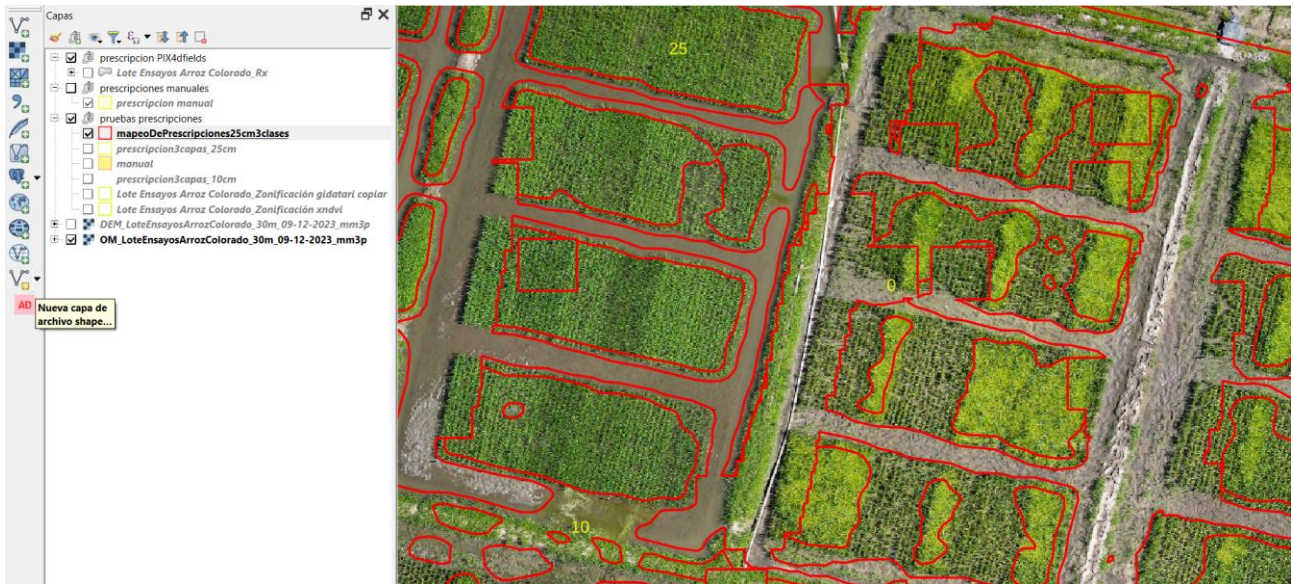 Capas
prescripcion PIX4dfields
Lote Ensayos Arroz Colorado_Rx
prescripciones manuales
prescripcion manual
pruebas prescripciones
mapeoDePrescripciones25cm3clases
prescripcion3capas_25cm
manual
prescripcion3capas_10cm
Lote Ensayos Arroz Colorado_Zonificación gidatari copiar
Lote Ensayos Arroz Colorado_Zonificación xndvi
DEM_LoteEnsayosArrozColorado_30m_09-12-2023_mm3p
OM_LoteEnsayosArrozColorado_30m_09-12-2023_mm3p
AD
Nueva capa de
archivo shape...
25
0
10